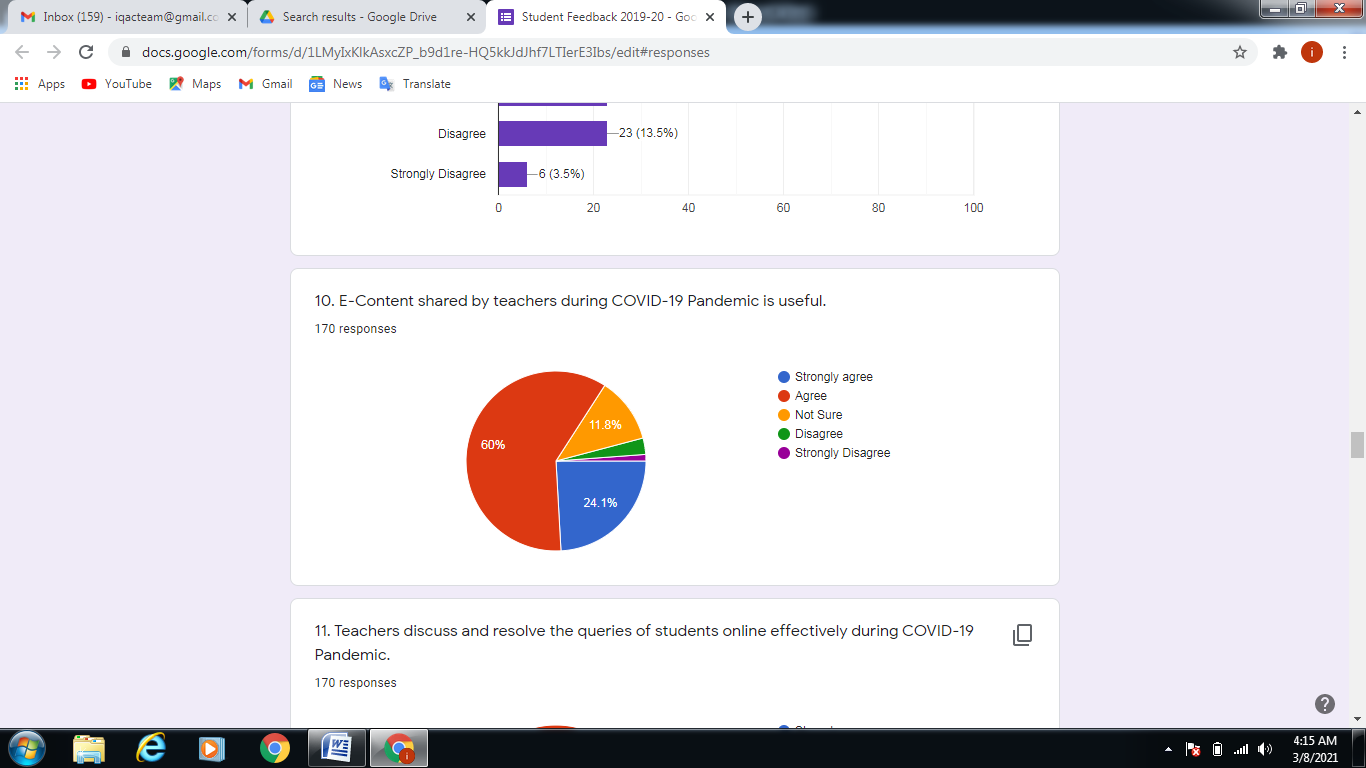 Inbox (159) - iqacteam@gmail.co
Search results - Google Drive
Student Feedback 2019-20 - Goo
docs.google.com/forms/d/1LMyIxKlkAsxcZP_b9d1re-HQ5kkJdJhf7LTIerE3Ibs/edit#responses
i
Apps YouTube Maps Gmail News Translate
Disagree 23 (13.5%)
Strongly Disagree 6 (3.5%)
0 20 40 60 80 100
10. E-Content shared by teachers during COVID-19 Pandemic is useful.
170 responses
Strongly agree
Agree
Not Sure
Disagree
Strongly Disagree
11.8%
60%
24.1%
11. Teachers discuss and resolve the queries of students online effectively during COVID-19
Pandemic.
170 responses
4:15 AM
3/8/2021